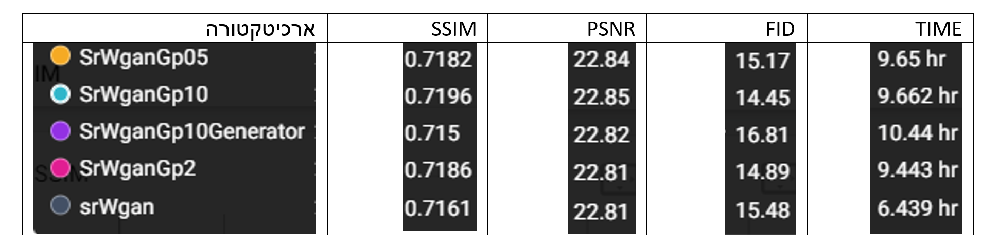 ארכיטקטורה SSIM PSNR FID TIME
SrWganGp05 0.7182 22.84 15.17 9.65 hr
IM
SrWganGp10 0.7196 22.85 14.45 9.662 hr
SrWganGp10Generator 0.715 22.82 16.81 10.44 hr
SrWganGp2 0.7186 22.81 14.89 9.443 hr
SSIM
srWgan 0.7161 22.81 15.48 6.439 hr